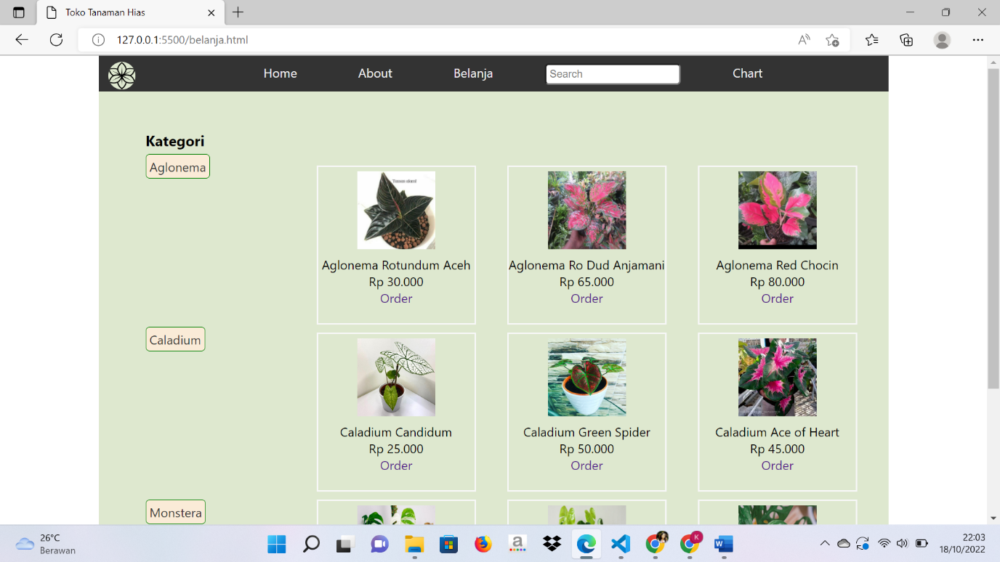 Toko Tanaman Hias
127.0.0.1:5500/belanja.html
Home About Belanja Search Chart
Kategori
Aglonema
Aglonema Rotundum Aceh
Rp 30.000
Order
Aglonema Ro Dud Anjamani
Rp 65.000
Order
Aglonema Red Chocin
Rp 80.000
Order
Caladium
Caladium Candidum
Rp 25.000
Order
Caladium Green Spider
Rp 50.000
Order
Caladium Ace of Heart
Rp 45.000
Order
Monstera
26°C
Berawan
22:03
18/10/2022